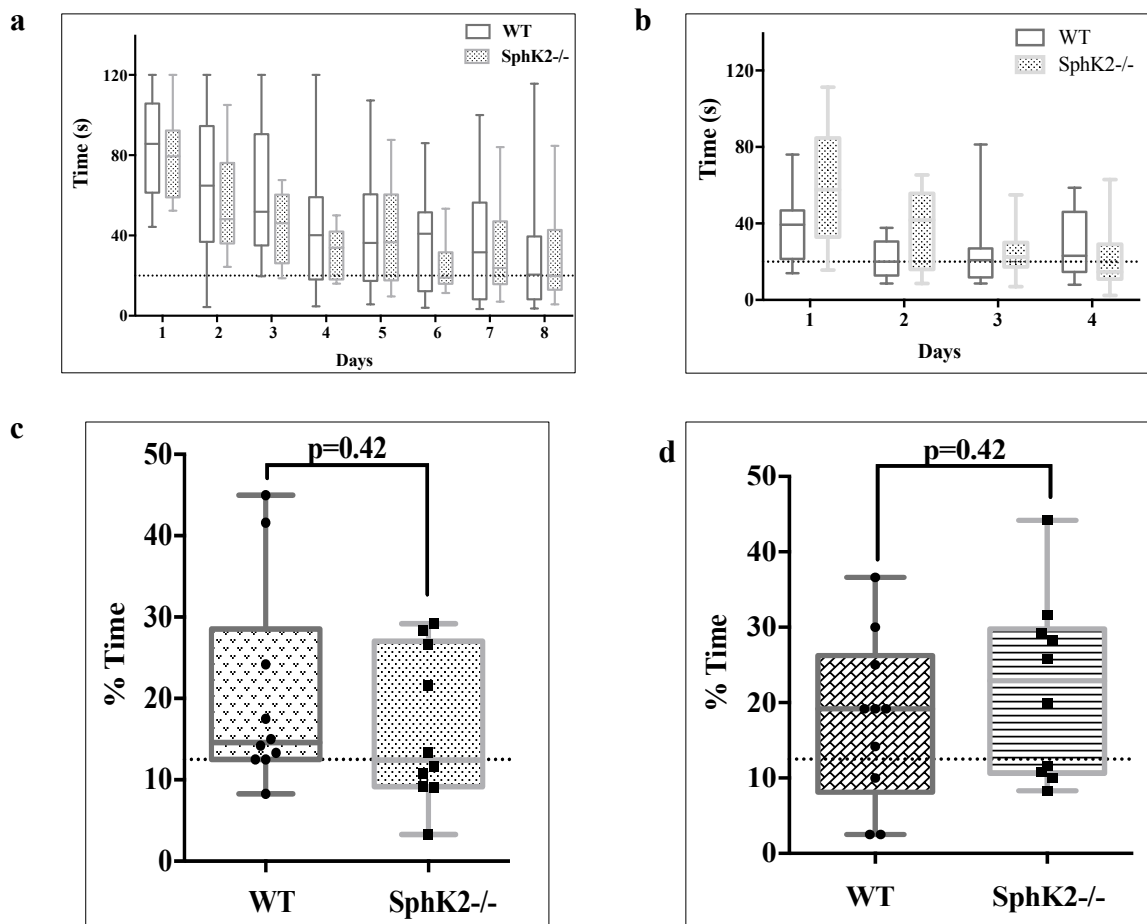 a
WT
SphK2-/-
Time (s)
120
80
40
0
1 2 3 4 5 6 7 8
Days
b
WT
SphK2-/-
Time (s)
120
80
40
0
1 2 3 4
Days
c
p=0.42
% Time
50
40
30
20
10
0
WT SphK2-/-
d
p=0.42
% Time
50
40
30
20
10
0
WT SphK2-/-